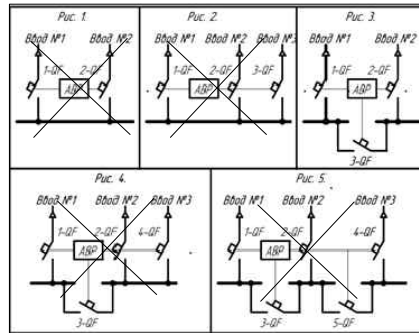 Рис. 1.
Ввод №1 Ввод №2
1-QF 2-QF
АВР
Рис. 2.
Ввод №1 Ввод №2 Ввод №3
1-QF 2-QF 3-QF
АВР
Рис. 3.
Ввод №1 Ввод №2
1-QF 2-QF
АВР
3-QF
Рис. 4.
Ввод №1 Ввод №2 Ввод №3
1-QF 2-QF 4-QF
АВР
3-QF
Рис. 5.
Ввод №1 Ввод №2 Ввод №3
1-QF 2-QF 4-QF
АВР
3-QF 5-QF